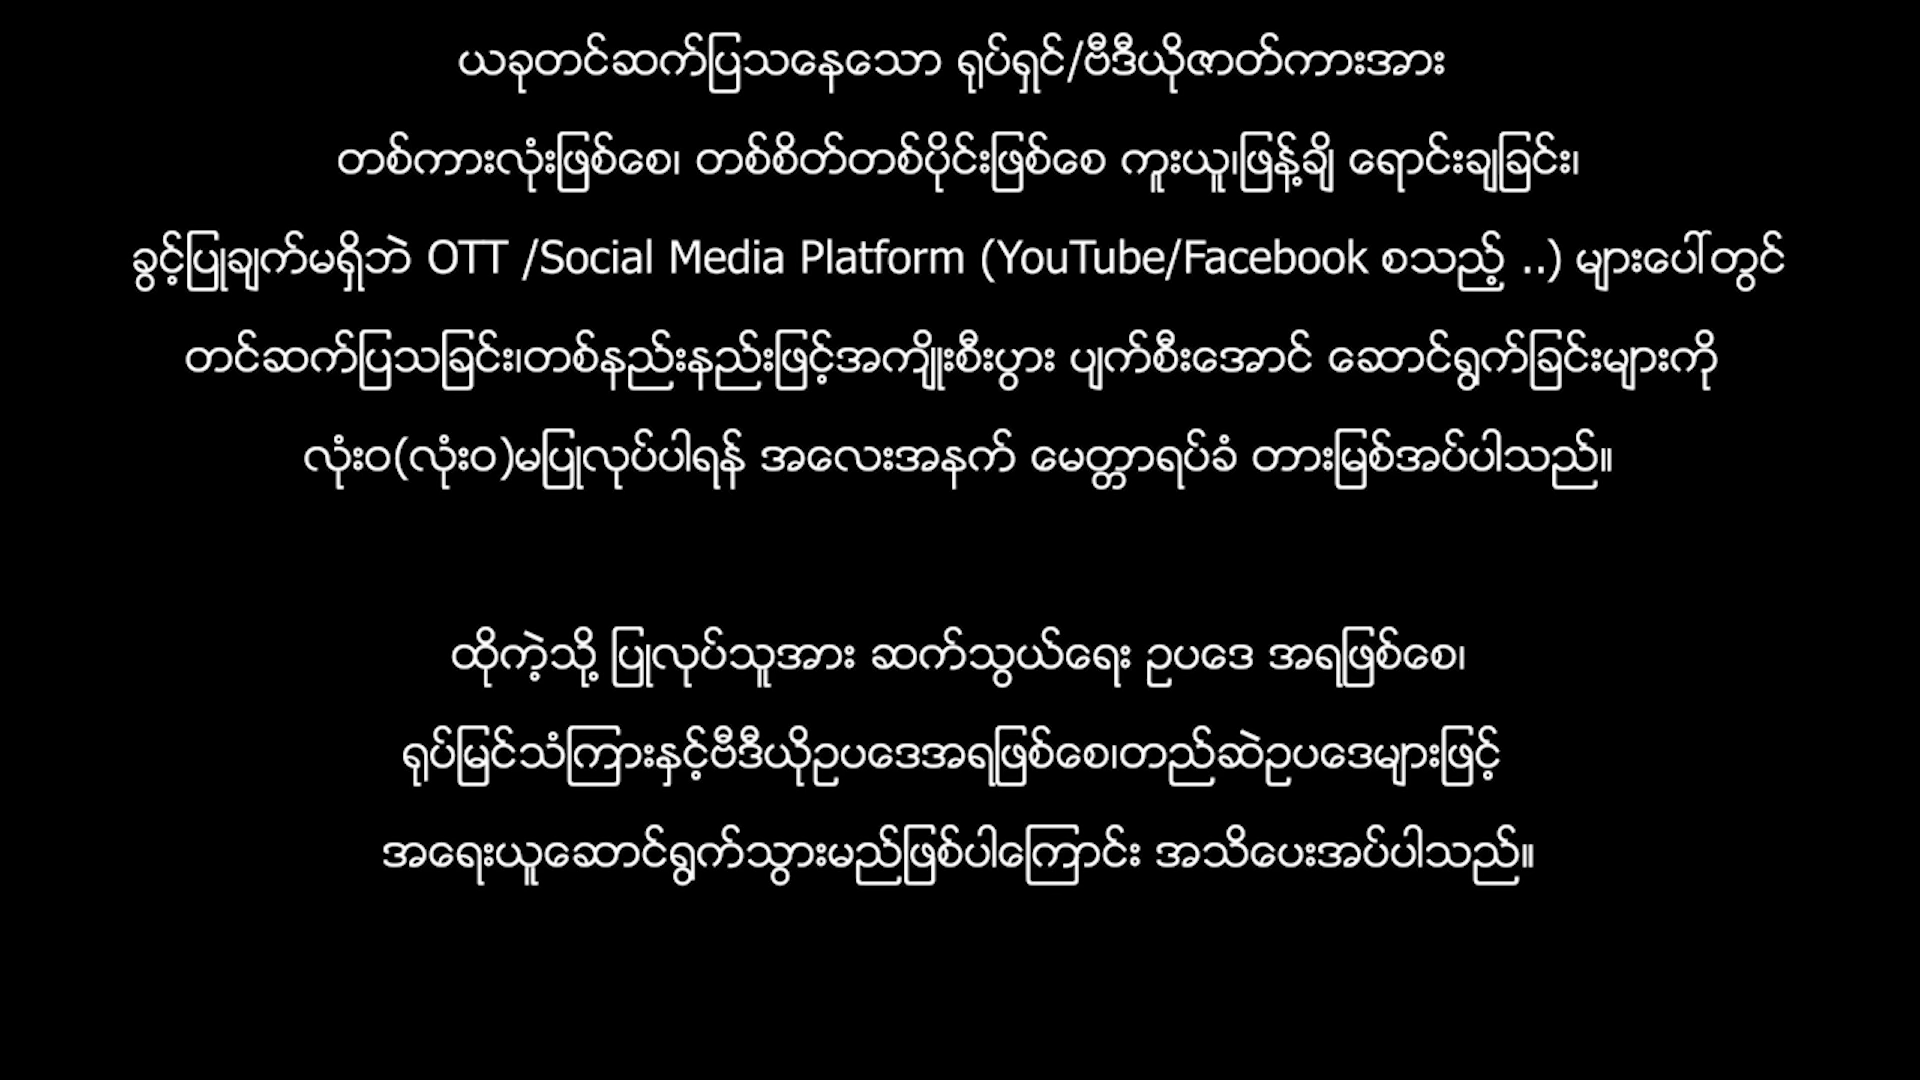 ယခုတင်ဆက်ပြသနေသော ရုပ်ရှင်/ဗီဒီယိုဇာတ်ကားအား
တစ်ကားလုံးဖြစ်စေ၊ တစ်စိတ်တစ်ပိုင်းဖြစ်စေ ကူးယူ၊ဖြန့်ချိ ရောင်းချခြင်း၊
ခွင့်ပြုချက်မရှိဘဲ OTT /Social Media Platform (YouTube/Facebook စသည့် ..) များပေါ်တွင်
တင်ဆက်ပြသခြင်း၊တစ်နည်းနည်းဖြင့်အကျိုးစီးပွား ပျက်စီးအောင် ဆောင်ရွက်ခြင်းများကို
လုံးဝ(လုံးဝ)မပြုလုပ်ပါရန် အလေးအနက် မေတ္တာရပ်ခံ တားမြစ်အပ်ပါသည်။
ထိုကဲ့သို့ ပြုလုပ်သူအား ဆက်သွယ်ရေး ဥပဒေ အရဖြစ်စေ၊
ရုပ်မြင်သံကြားနှင့်ဗီဒီယိုဥပဒေအရဖြစ်စေ၊တည်ဆဲဥပဒေများဖြင့်
အရေးယူဆောင်ရွက်သွားမည်ဖြစ်ပါကြောင်း အသိပေးအပ်ပါသည်။